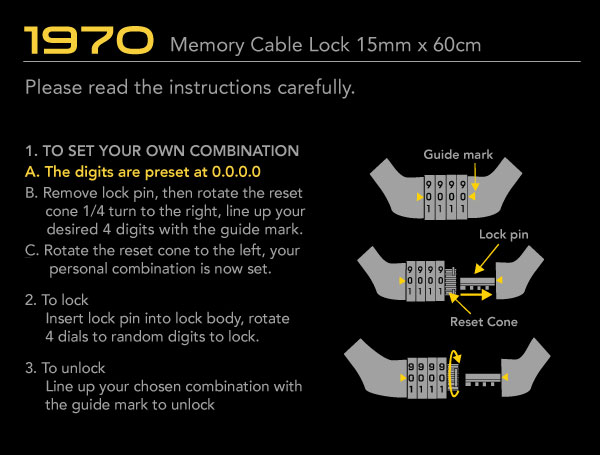 1970 Memory Cable Lock 15mm x 60cm
Please read the instructions carefully.
1. TO SET YOUR OWN COMBINATION
A. The digits are preset at 0.0.0.0
B. Remove lock pin, then rotate the reset
cone 1/4 turn to the right, line up your
desired 4 digits with the guide mark.
C. Rotate the reset cone to the left, your
personal combination is now set.
2. To lock
Insert lock pin into lock body, rotate
4 dials to random digits to lock.
3. To unlock
Line up your chosen combination with
the guide mark to unlock
Guide mark
9 9 9 9
0 0 0 0
1 1 1 1
Lock pin
9 9 9 9
0 0 0 0
1 1 1 1
Reset Cone
9 9 9 9
0 0 0 0
1 1 1 1